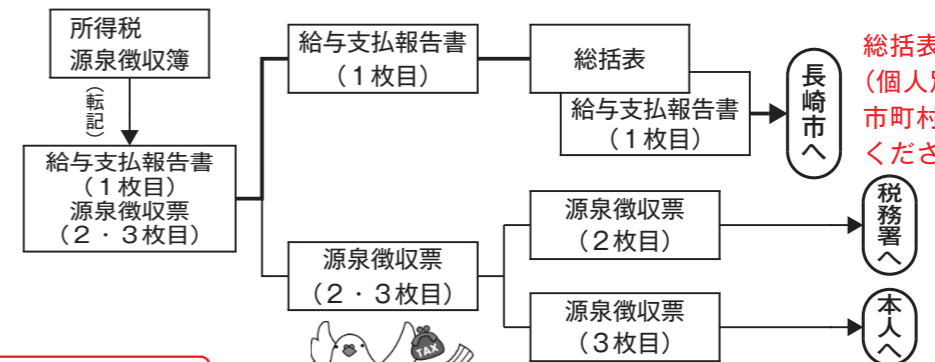 所得税
源泉徴収簿
（転記）
給与支払報告書
（１枚目）
源泉徴収票
（２・３枚目）
給与支払報告書
（１枚目）
総括表
給与支払報告書
（１枚目）
長崎市へ
総括表
（個人別
市町村
くださ
源泉徴収票
（２・３枚目）
源泉徴収票
（２枚目）
税務署へ
源泉徴収票
（３枚目）
本人へ
TAX